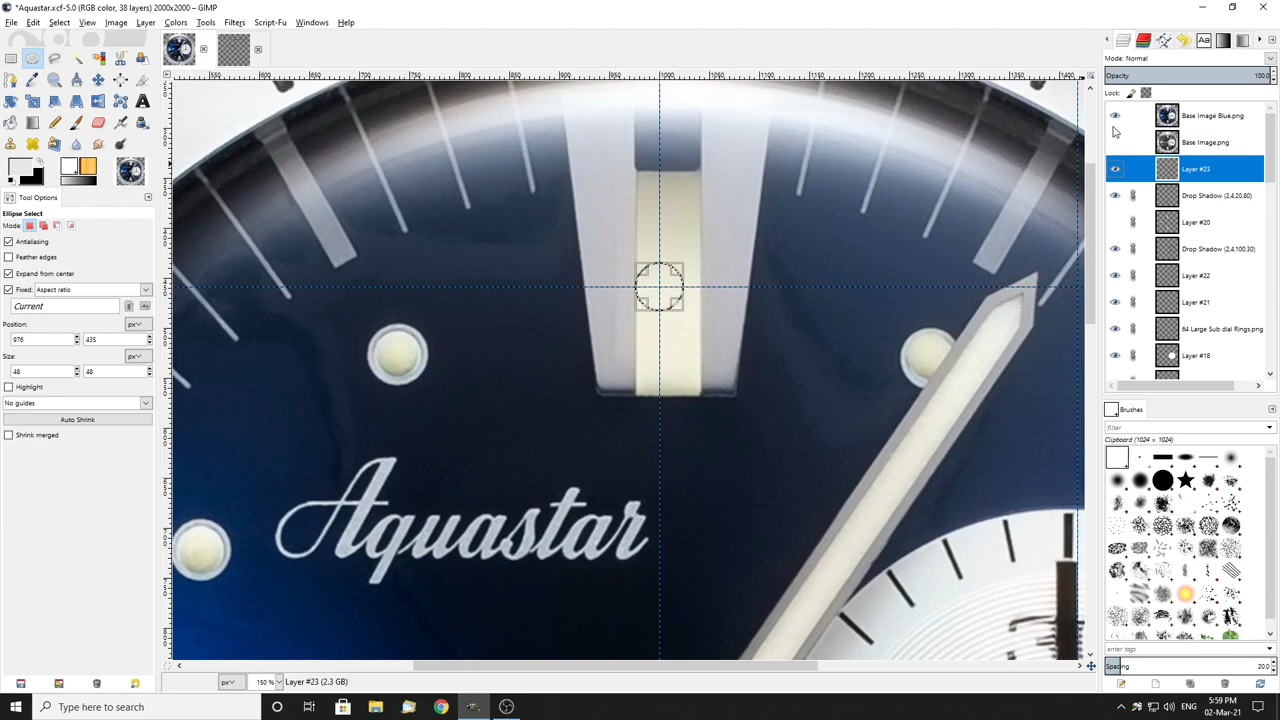 *Aquastar.xcf-5.0 (RGB color, 38 layers) 2000x2000 – GIMP
File Edit Select View Image Layer Colors Tools Filters Script-Fu Windows Help
Mode: Normal
Opacity 100.0
Lock:
Base Image Blue.png
Base Image.png
Layer #23
Drop Shadow (2,4,20,80)
Layer #20
Drop Shadow (2,4,100,30)
Layer #22
Layer #21
64 Large Sub dial Rings.png
Layer #18
Tool Options
Ellipse Select
Mode:
Antialiasing
Feather edges
Expand from center
Fixed: Aspect ratio
Current
Position:
px
976
435
Size:
px
48
48
Highlight
No guides
Auto Shrink
Shrink merged
Aquastar
Brushes
filter
Clipboard (1024 × 1024)
enter tags
Spacing 20.0
px 150 % Layer #23 (2.3 GB)
Type here to search
ENG
5:59 PM
02-Mar-21